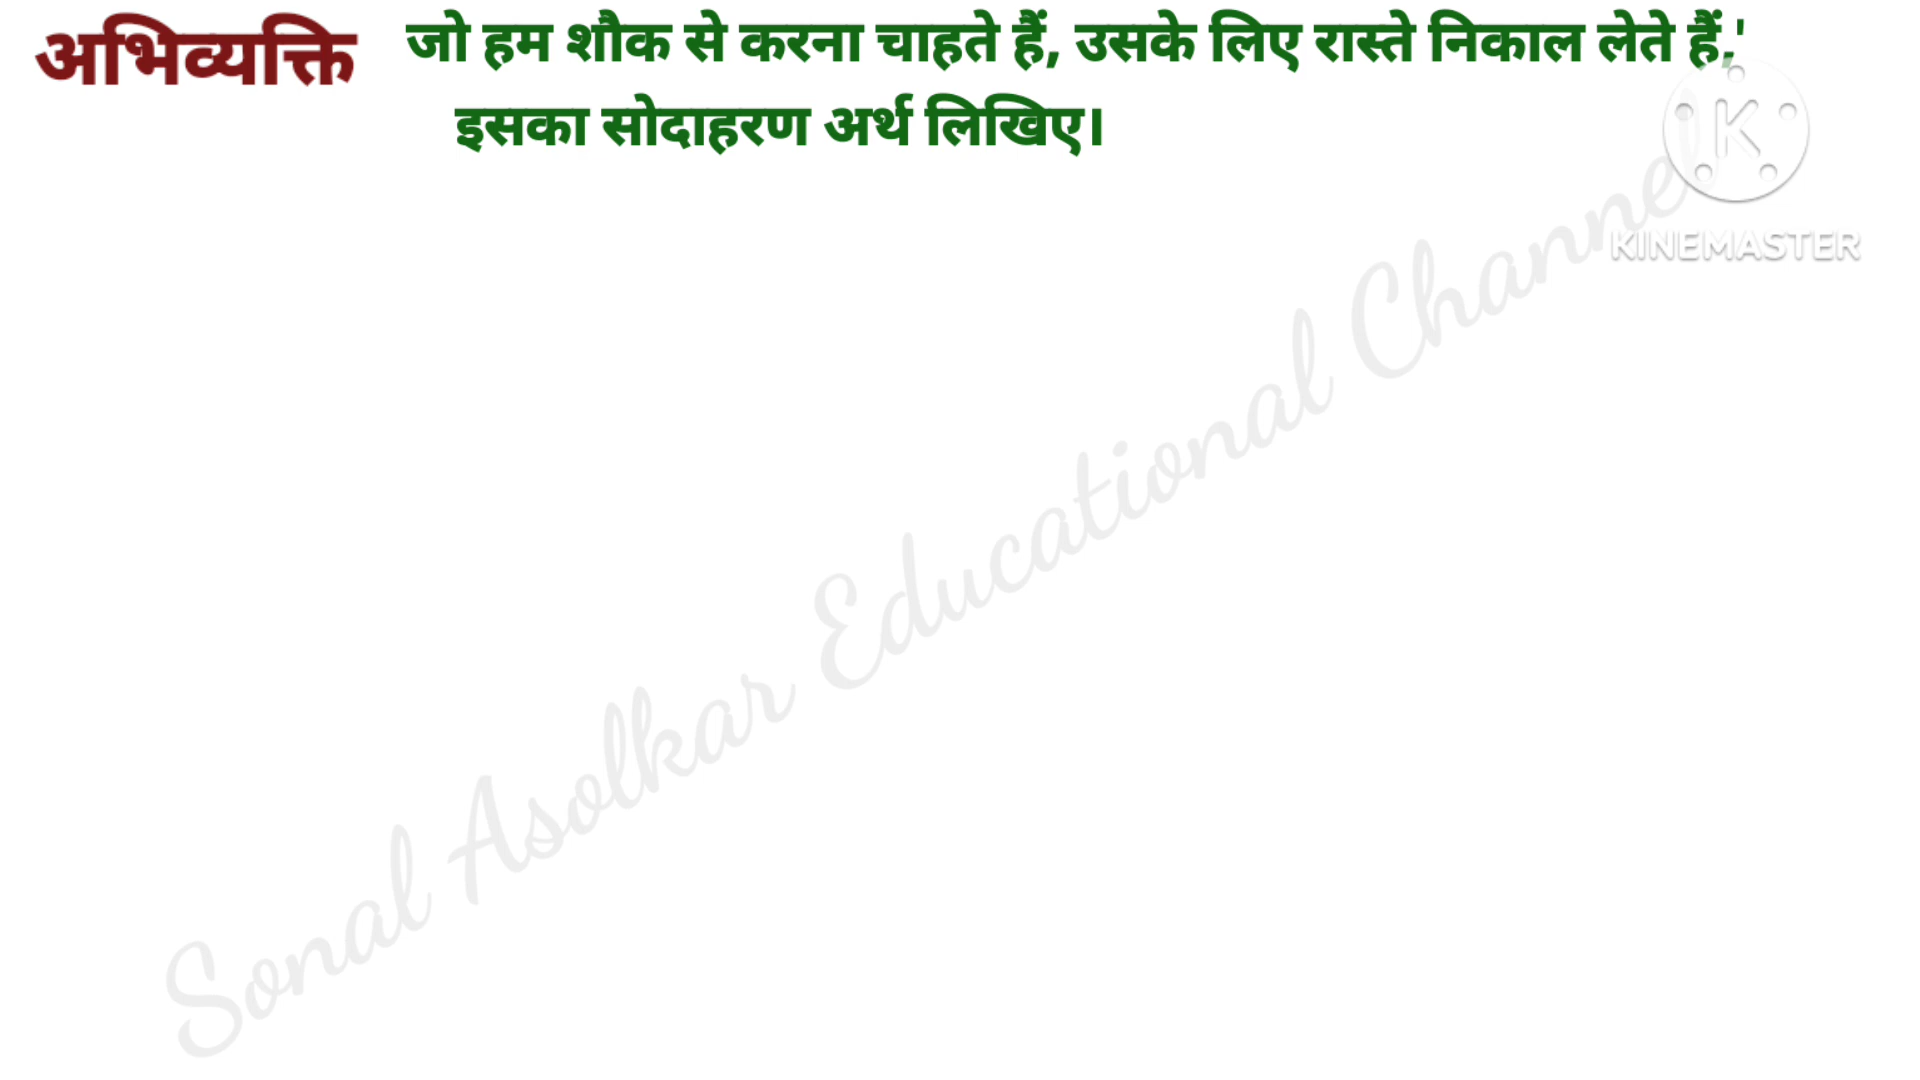 अभिव्यक्ति जो हम शौक से करना चाहते हैं, उसके लिए रास्ते निकाल लेते हैं,'
इसका सोदाहरण अर्थ लिखिए।
K
KINEMASTER
Sonal Asolkar Educational Channel